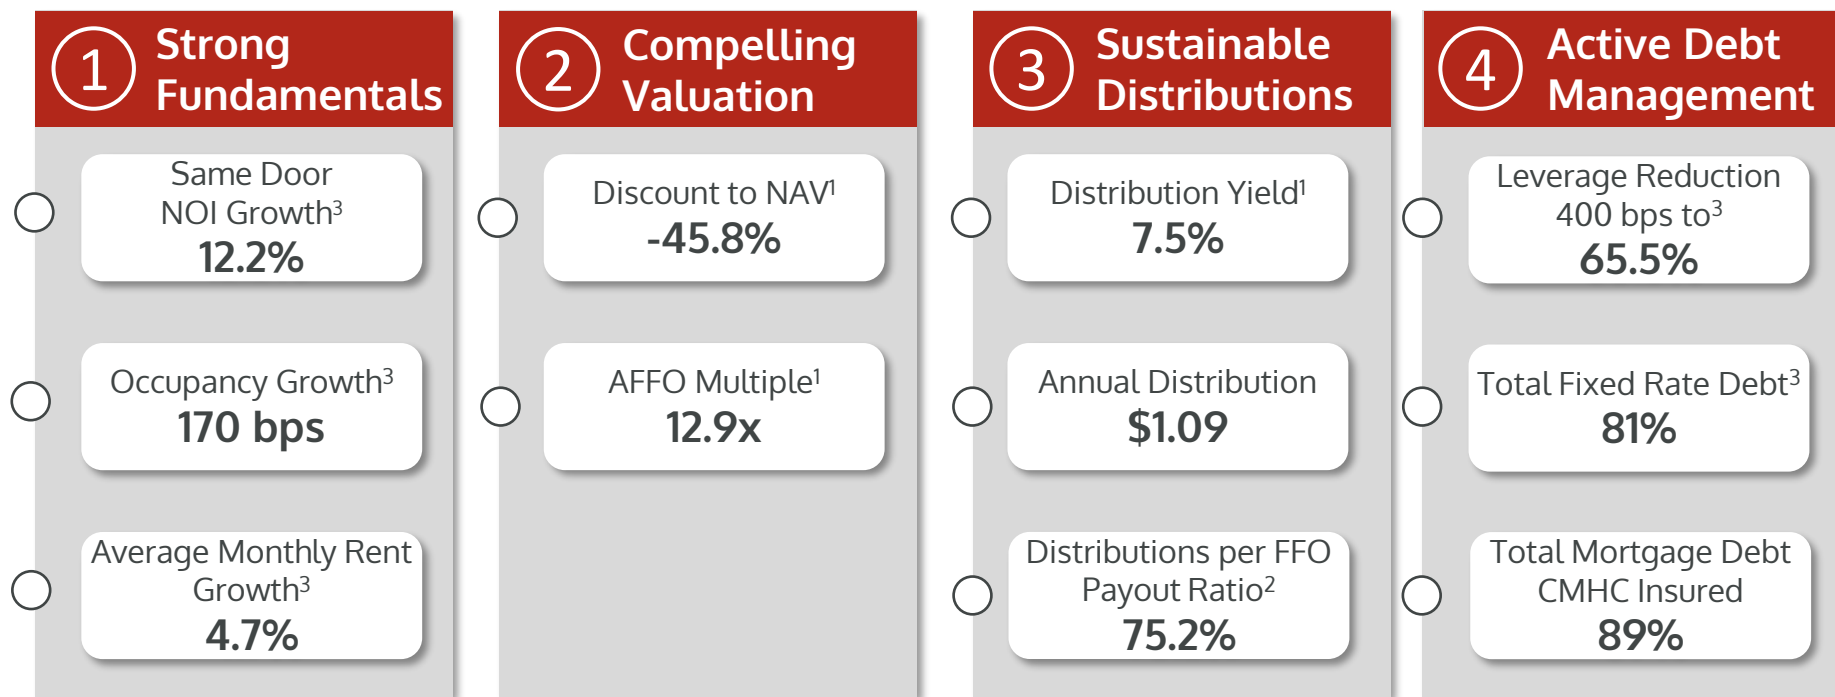 1
Strong
Fundamentals
Same Door
NOI Growth³
12.2%
Occupancy Growth³
170 bps
Average Monthly Rent
Growth³
4.7%
2
Compelling
Valuation
Discount to NAV¹
-45.8%
AFFO Multiple¹
12.9x
3
Sustainable
Distributions
Distribution Yield¹
7.5%
Annual Distribution
$1.09
Distributions per FFO
Payout Ratio²
75.2%
4
Active Debt
Management
Leverage Reduction
400 bps to³
65.5%
Total Fixed Rate Debt³
81%
Total Mortgage Debt
CMHC Insured
89%